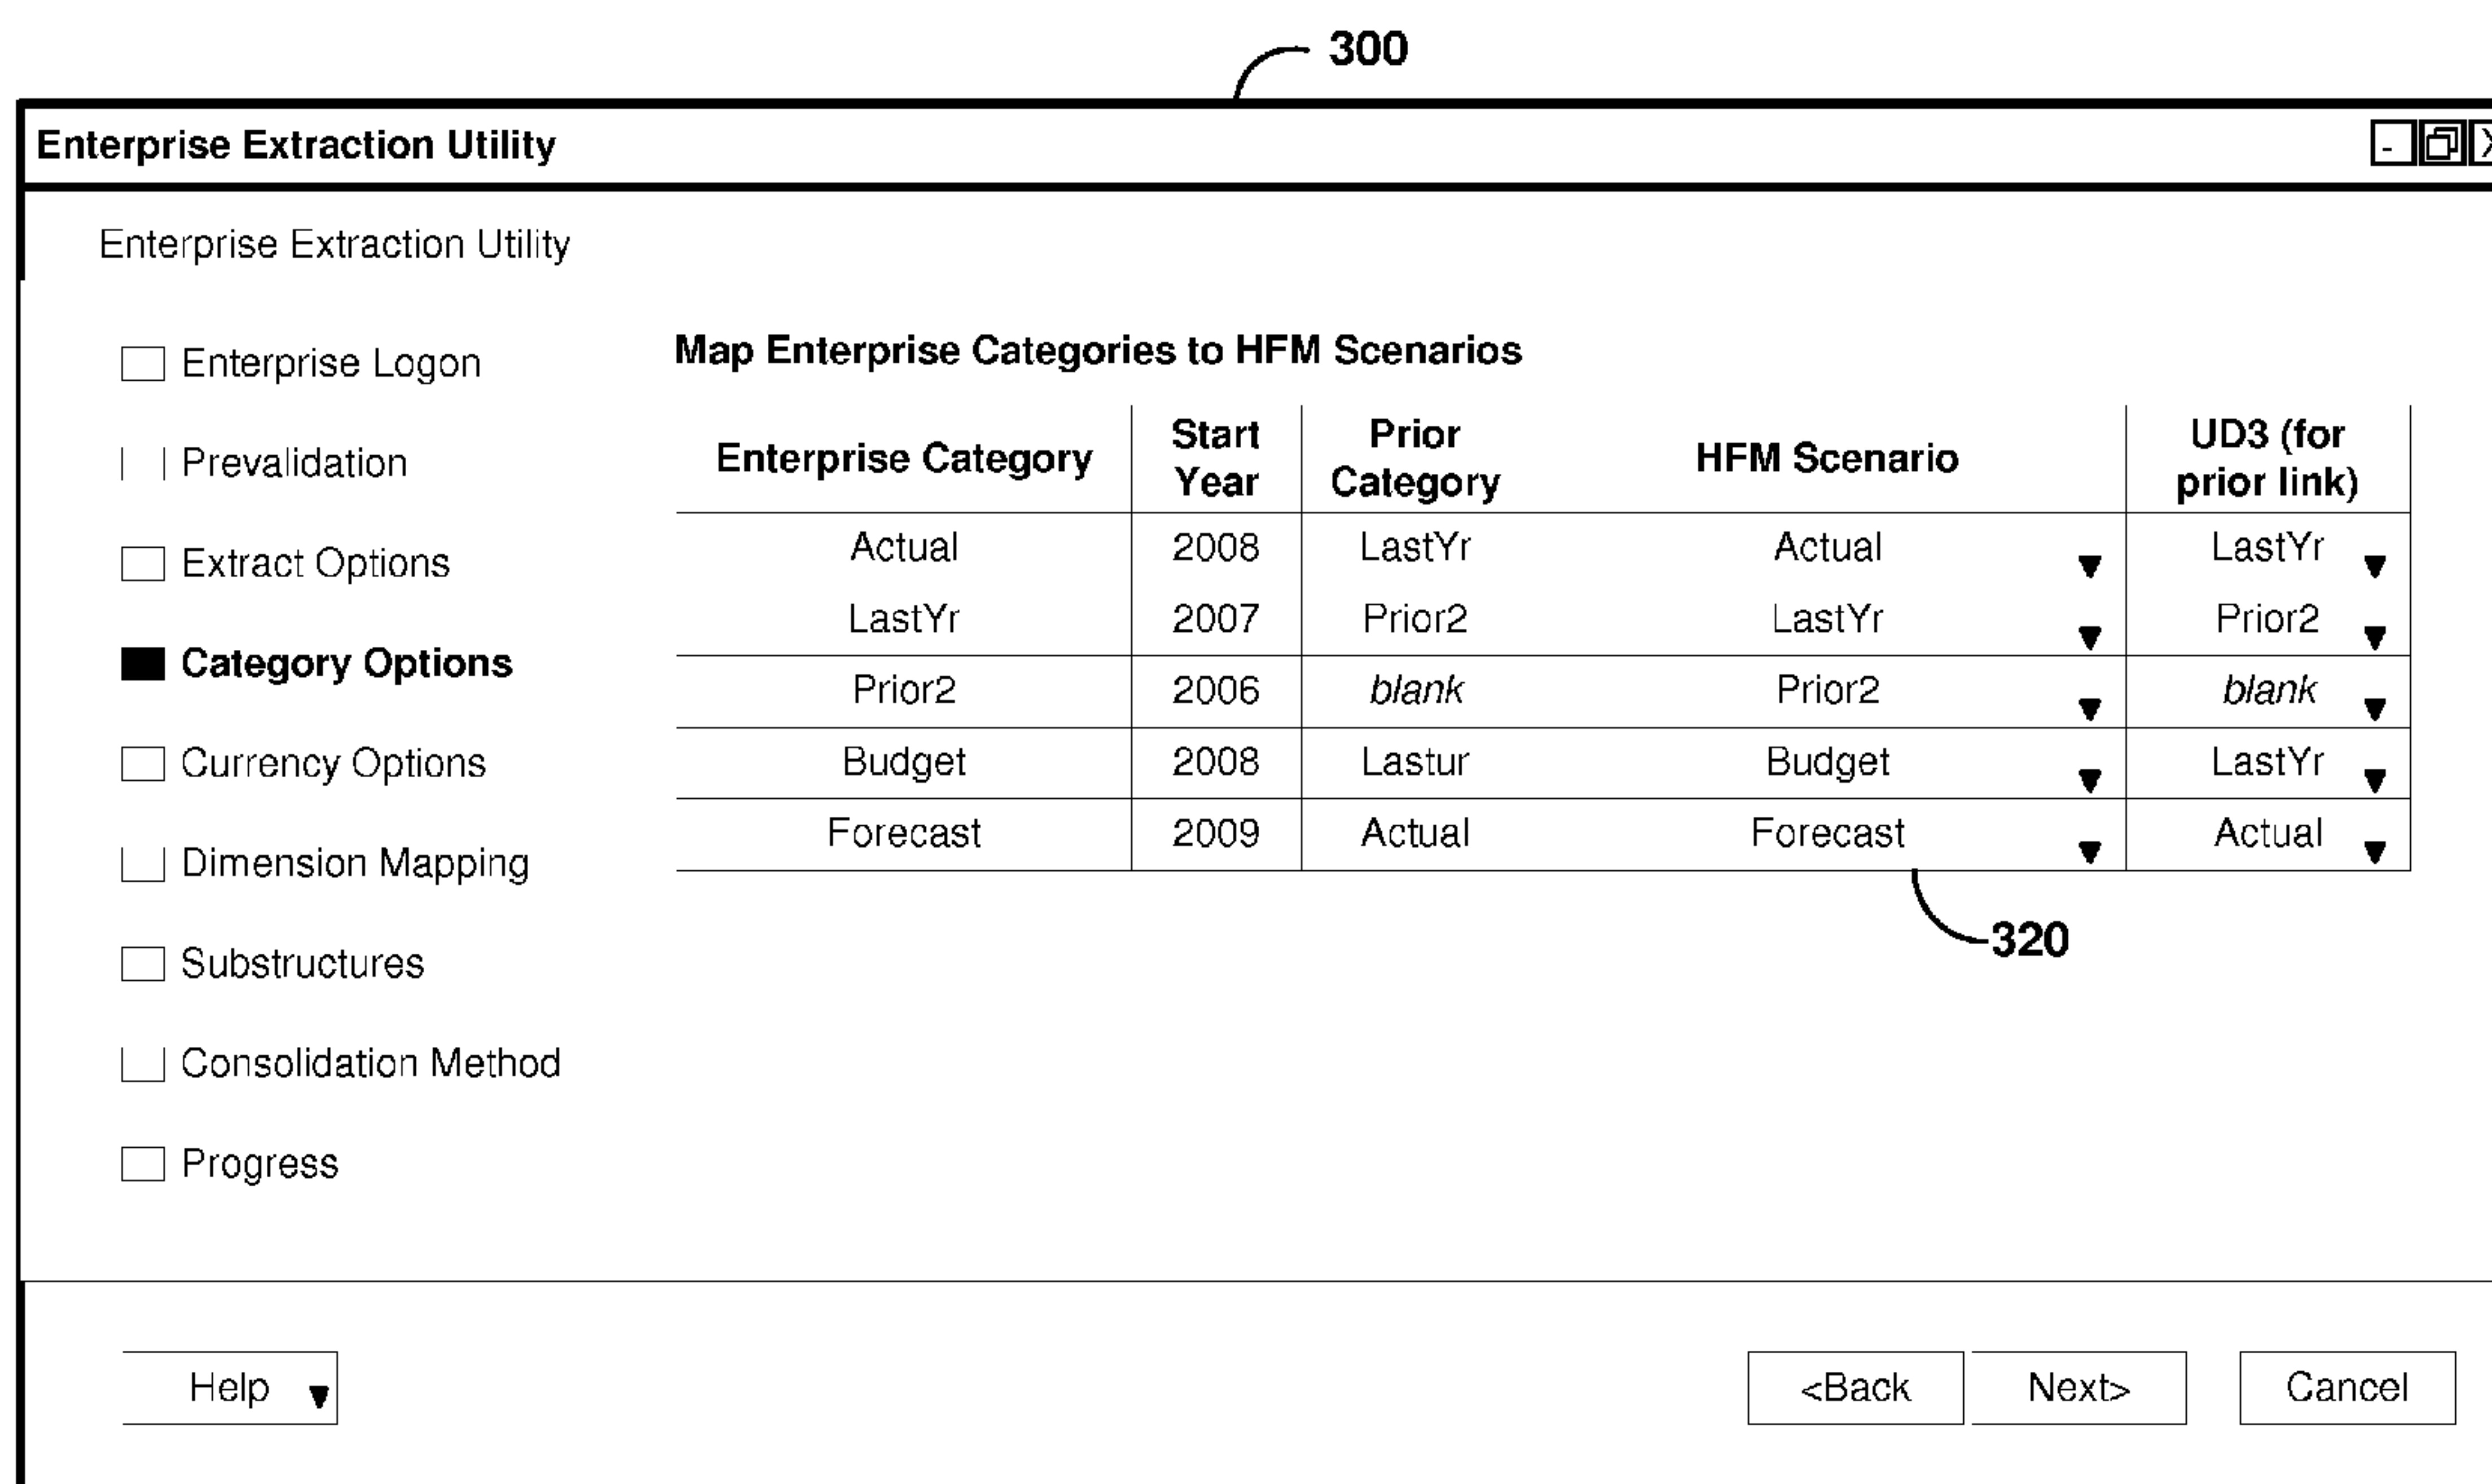 300
Enterprise Extraction Utility
- X
Enterprise Extraction Utility
Enterprise Logon
Prevalidation
Extract Options
Category Options
Currency Options
Dimension Mapping
Substructures
Consolidation Method
Progress
Map Enterprise Categories to HFM Scenarios
Enterprise Category Start Year Prior Category HFM Scenario UD3 (for prior link)
Actual 2008 LastYr Actual LastYr
LastYr 2007 Prior2 LastYr Prior2
Prior2 2006 blank Prior2 blank
Budget 2008 Lastur Budget LastYr
Forecast 2009 Actual Forecast Actual
320
Help <Back Next> Cancel